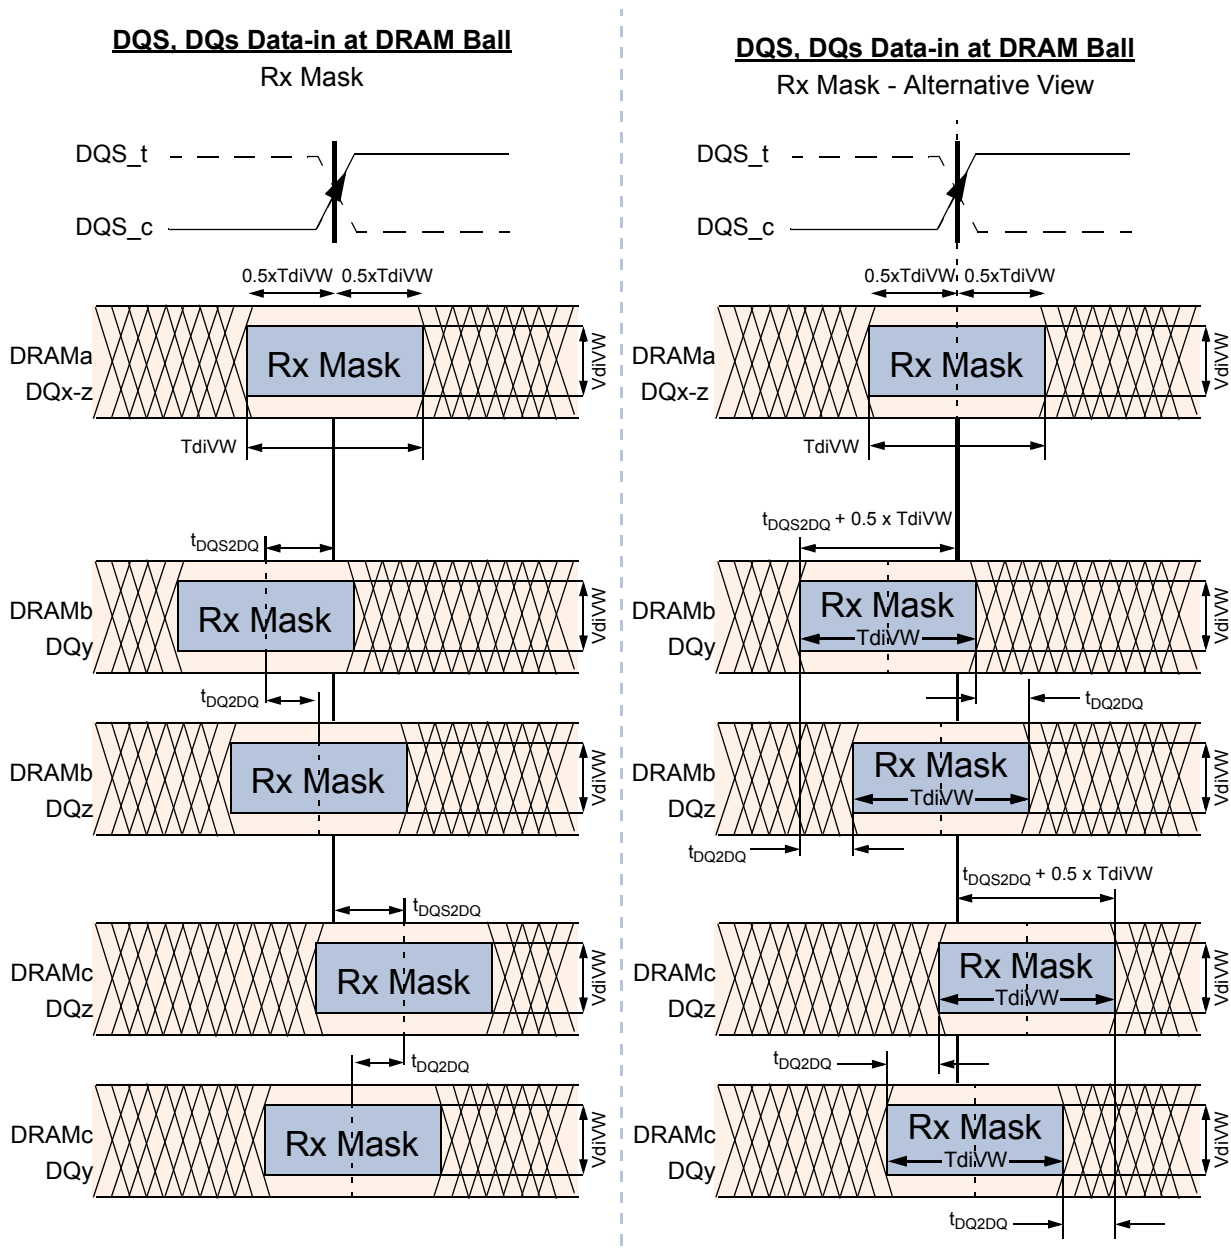 DQS, DQs Data-in at DRAM Ball
Rx Mask
DQS_t
DQS_c
0.5xTdiVW 0.5xTdiVW
DRAMa
DQx-z
Rx Mask
VdiVW
TdiVW
tDQS2DQ
DRAMb
DQy
Rx Mask
VdiVW
tDQ2DQ
DRAMb
DQz
Rx Mask
VdiVW
tDQS2DQ
DRAMc
DQz
Rx Mask
VdiVW
tDQ2DQ
DRAMc
DQy
Rx Mask
VdiVW
DQS, DQs Data-in at DRAM Ball
Rx Mask - Alternative View
DQS_t
DQS_c
0.5xTdiVW 0.5xTdiVW
DRAMa
DQx-z
Rx Mask
VdiVW
TdiVW
tDQS2DQ + 0.5 x TdiVW
DRAMb
DQy
Rx Mask
TdiVW
VdiVW
tDQ2DQ
DRAMb
DQz
Rx Mask
TdiVW
VdiVW
tDQ2DQ
tDQS2DQ + 0.5 x TdiVW
DRAMc
DQz
Rx Mask
TdiVW
VdiVW
tDQ2DQ
DRAMc
DQy
Rx Mask
TdiVW
VdiVW
tDQ2DQ